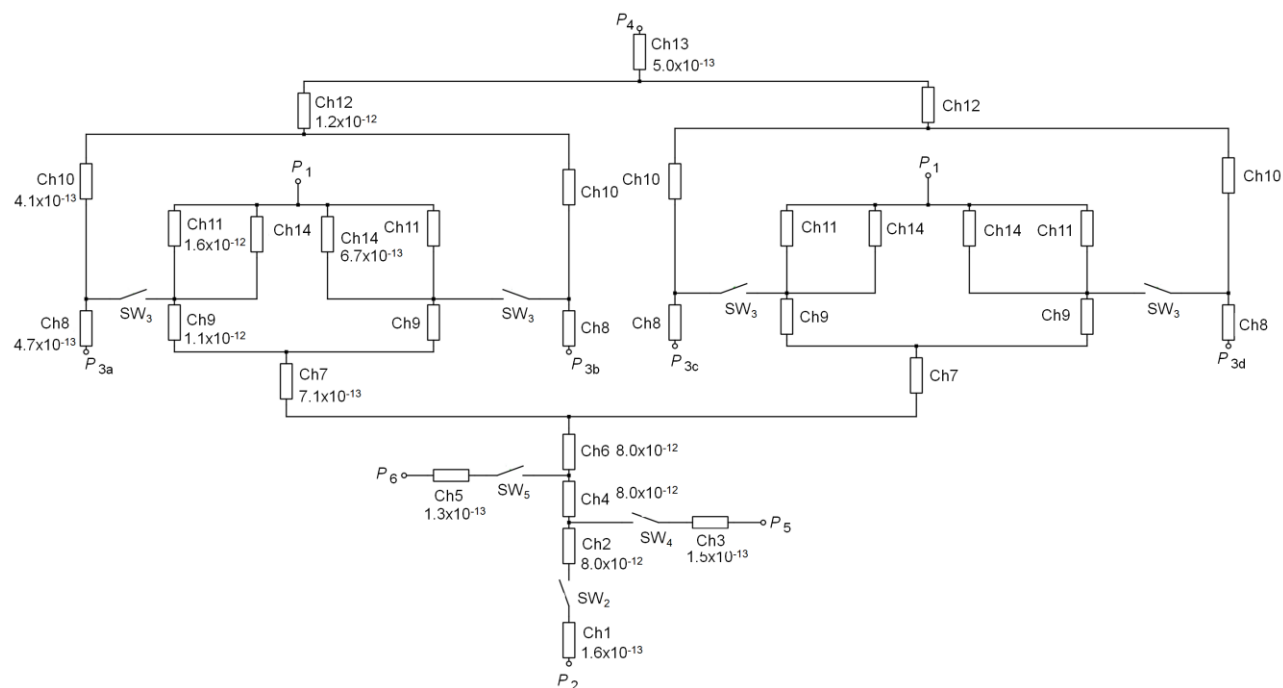 P4
Ch13
5.0x10⁻¹³
Ch12
1.2x10⁻¹²
Ch12
Ch10
4.1x10⁻¹³
P1
Ch10
Ch11
1.6x10⁻¹²
Ch14
Ch14
6.7x10⁻¹³
Ch11
Ch10
P1
Ch10
Ch11
Ch14
Ch14
Ch11
SW3
SW3
SW3
SW3
Ch8
4.7x10⁻¹³
Ch9
1.1x10⁻¹²
Ch9
Ch8
Ch8
Ch9
Ch9
Ch8
P3a
P3b
P3c
P3d
Ch7
7.1x10⁻¹³
Ch7
Ch6 8.0x10⁻¹²
P6
Ch5
1.3x10⁻¹³
SW5
Ch4 8.0x10⁻¹²
SW4
Ch3
1.5x10⁻¹³
P5
Ch2
8.0x10⁻¹²
SW2
Ch1
1.6x10⁻¹³
P2